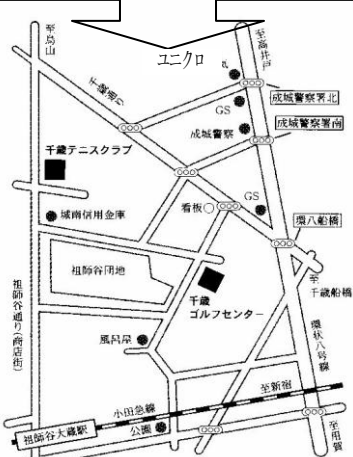 至烏山
ユニクロ
至高井戸
千歳通り
成城警察署北
GS
成城警察
成城警察署南
千歳テニスクラブ
看板
GS
城南信用金庫
環八船橋
祖師谷団地
至
千歳船橋
千歳
ゴルフセンター
祖師谷通り(商店街)
環状八号線
風呂屋
小田急線
至新宿
祖師谷大蔵駅
公園
至用賀